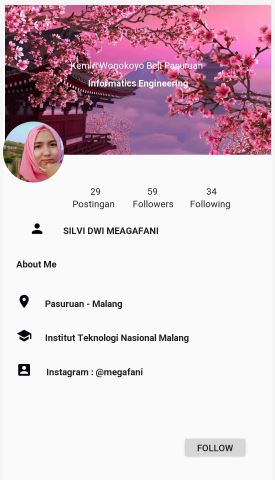 Kemiri Wonokoyo Beji Pasuruan
Informatics Engineering
29 59 34
Postingan Followers Following
SILVI DWI MEAGAFANI
About Me
Pasuruan - Malang
Institut Teknologi Nasional Malang
Instagram : @megafani
FOLLOW